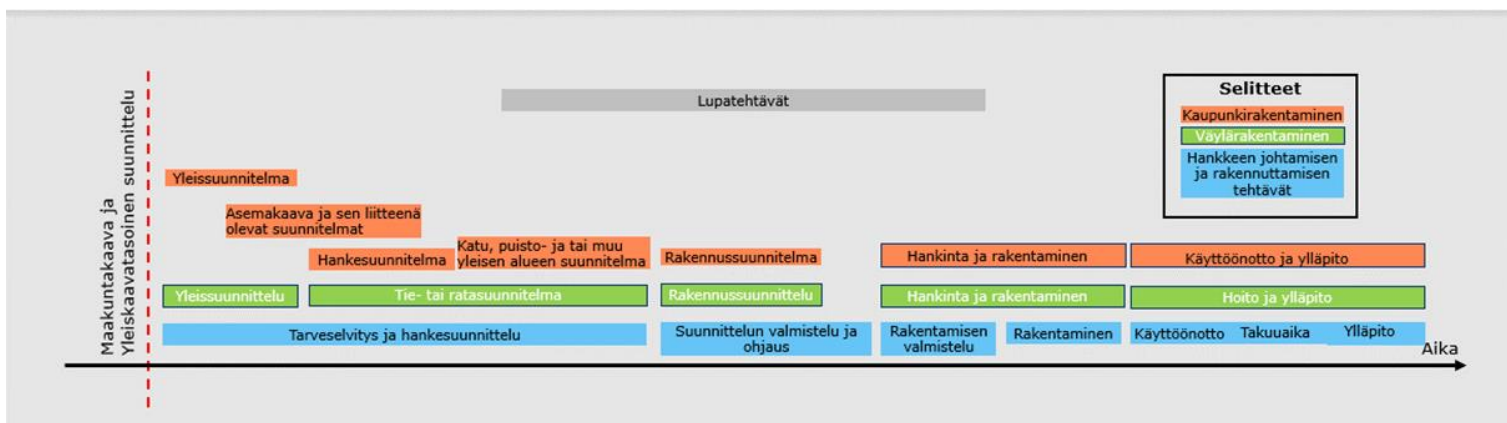 Maakuntakaava ja
Yleiskaavatasoinen suunnittelu
Lupatehtävät
Selitteet
Kaupunkirakentaminen
Väylärakentaminen
Hankkeen johtamisen
ja rakennuttamisen
tehtävät
Yleissuunnitelma
Asemakaava ja sen liitteenä
olevat suunnitelmat
Hankesuunnitelma
Katu, puisto- ja tai muu
yleisen alueen suunnitelma
Rakennussuunnitelma
Hankinta ja rakentaminen
Käyttöönotto ja ylläpito
Yleissuunnittelu
Tie- tai ratasuunnitelma
Rakennussuunnittelu
Hankinta ja rakentaminen
Hoito ja ylläpito
Tarveselvitys ja hankesuunnittelu
Suunnittelun valmistelu ja
ohjaus
Rakentamisen
valmistelu
Rakentaminen
Käyttöönotto
Takuuaika
Ylläpito
Aika